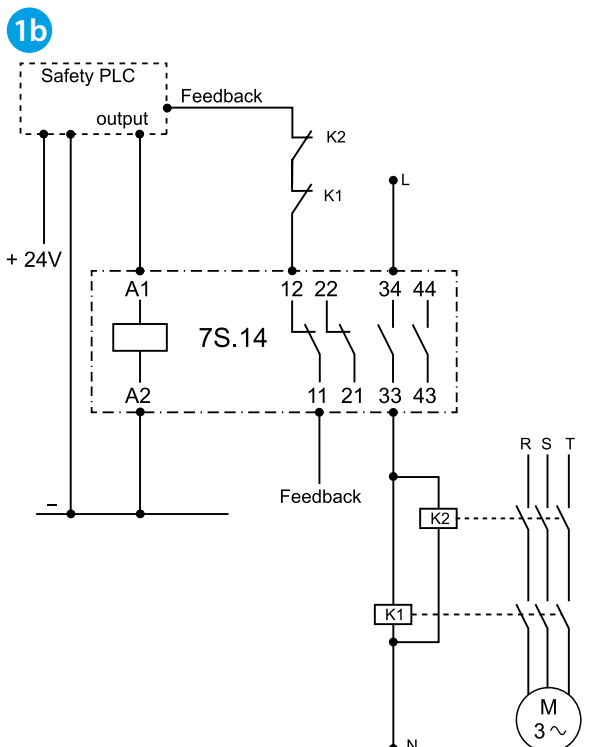 1b
Safety PLC
output
Feedback
K2
K1
L
+ 24V
A1
12 22
34 44
7S.14
A2
11 21
33 43
Feedback
–
R S T
K2
K1
M
3 ~
N